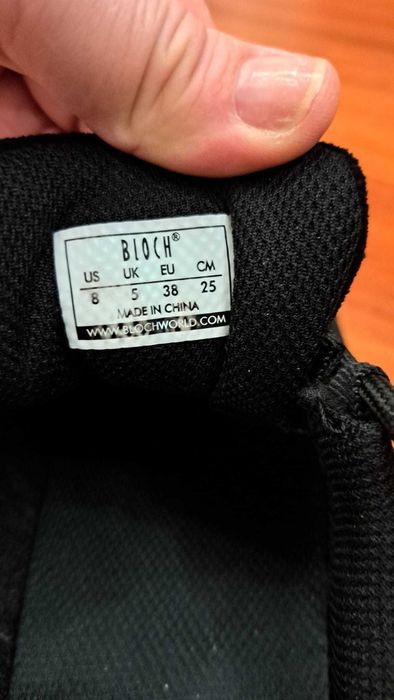 BLOCH®
US UK EU CM
8 5 38 25
MADE IN CHINA
WWW.BLOCHWORLD.COM